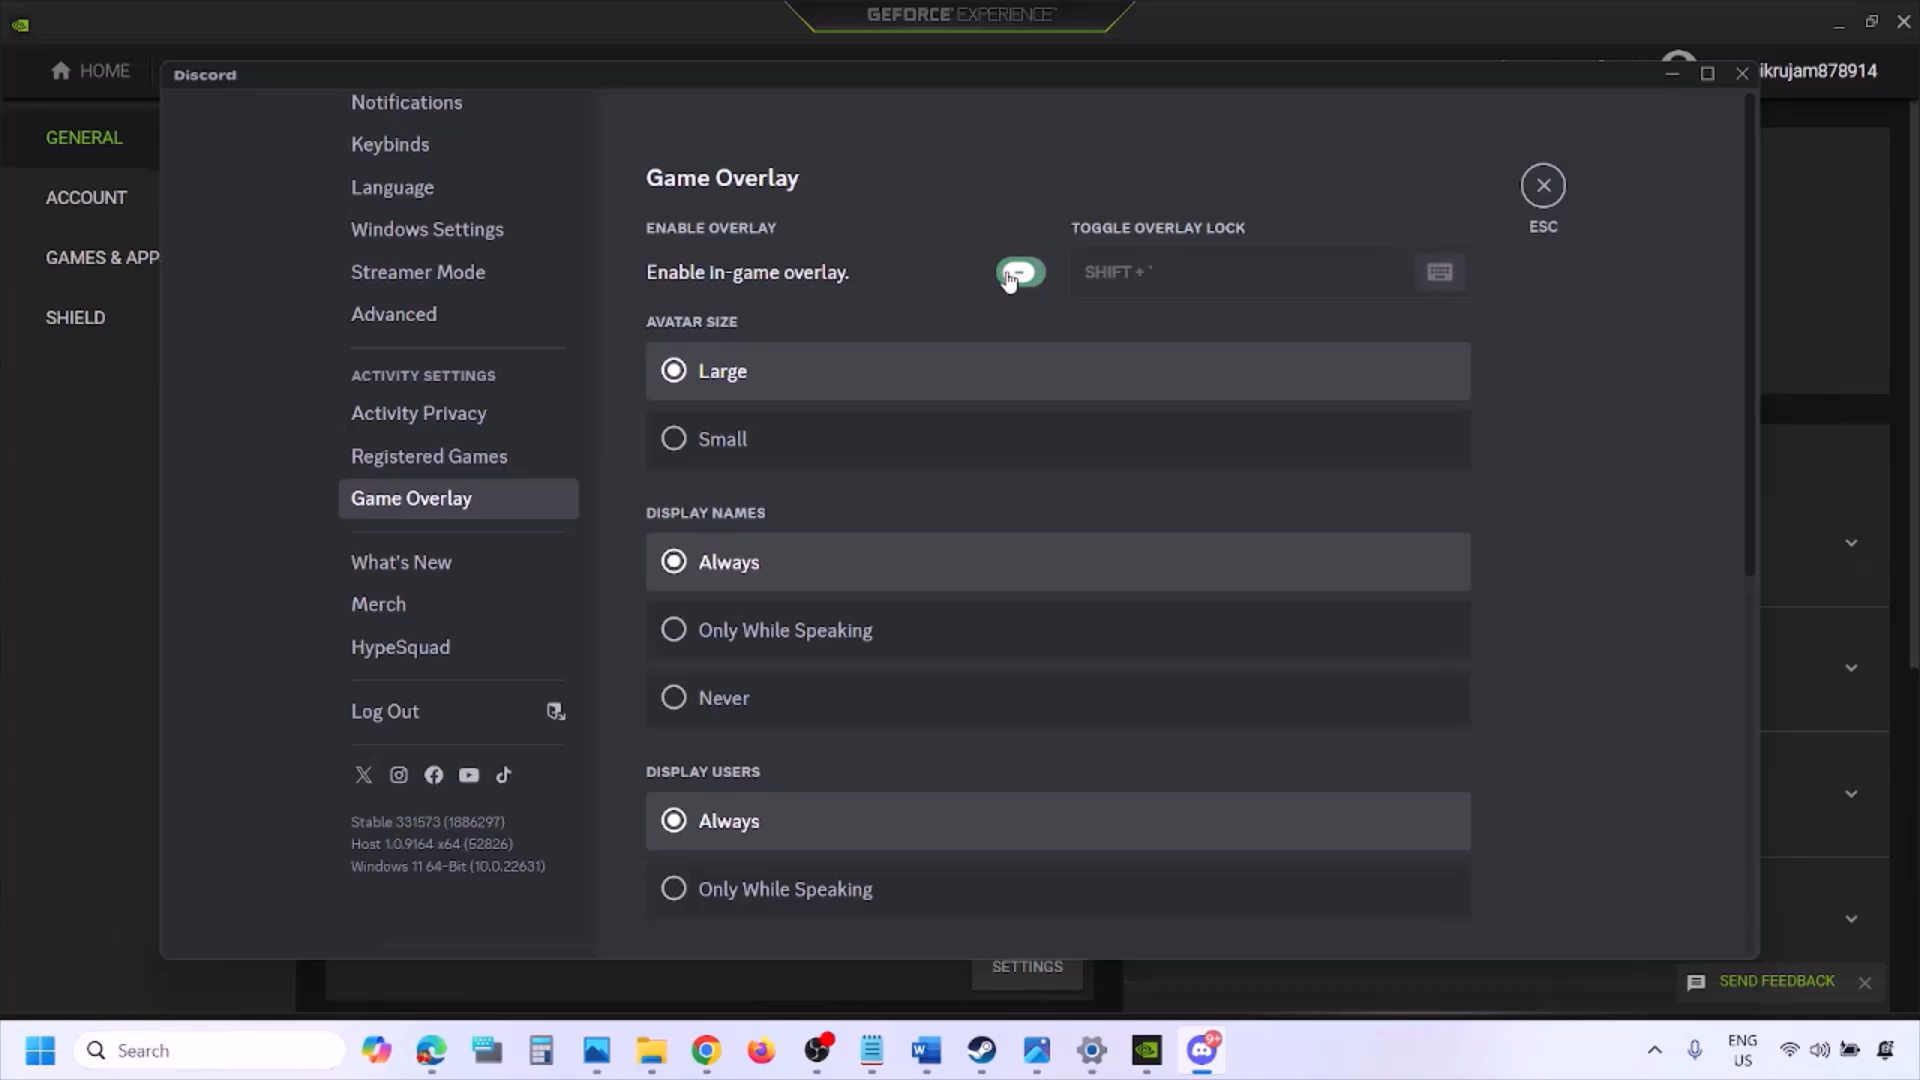 GEFORCE EXPERIENCE
HOME
ikrujam878914
Discord
GENERAL
ACCOUNT
GAMES & APP
SHIELD
Notifications
Keybinds
Language
Windows Settings
Streamer Mode
Advanced
ACTIVITY SETTINGS
Activity Privacy
Registered Games
Game Overlay
What's New
Merch
HypeSquad
Log Out
Stable 331573 (1886297)
Host 1.0.9164 x64 (52826)
Windows 11 64-Bit (10.0.22631)
Game Overlay
ENABLE OVERLAY
Enable in-game overlay.
TOGGLE OVERLAY LOCK
SHIFT + `
ESC
AVATAR SIZE
Large
Small
DISPLAY NAMES
Always
Only While Speaking
Never
DISPLAY USERS
Always
Only While Speaking
SETTINGS
SEND FEEDBACK
Search
9+
ENG
US